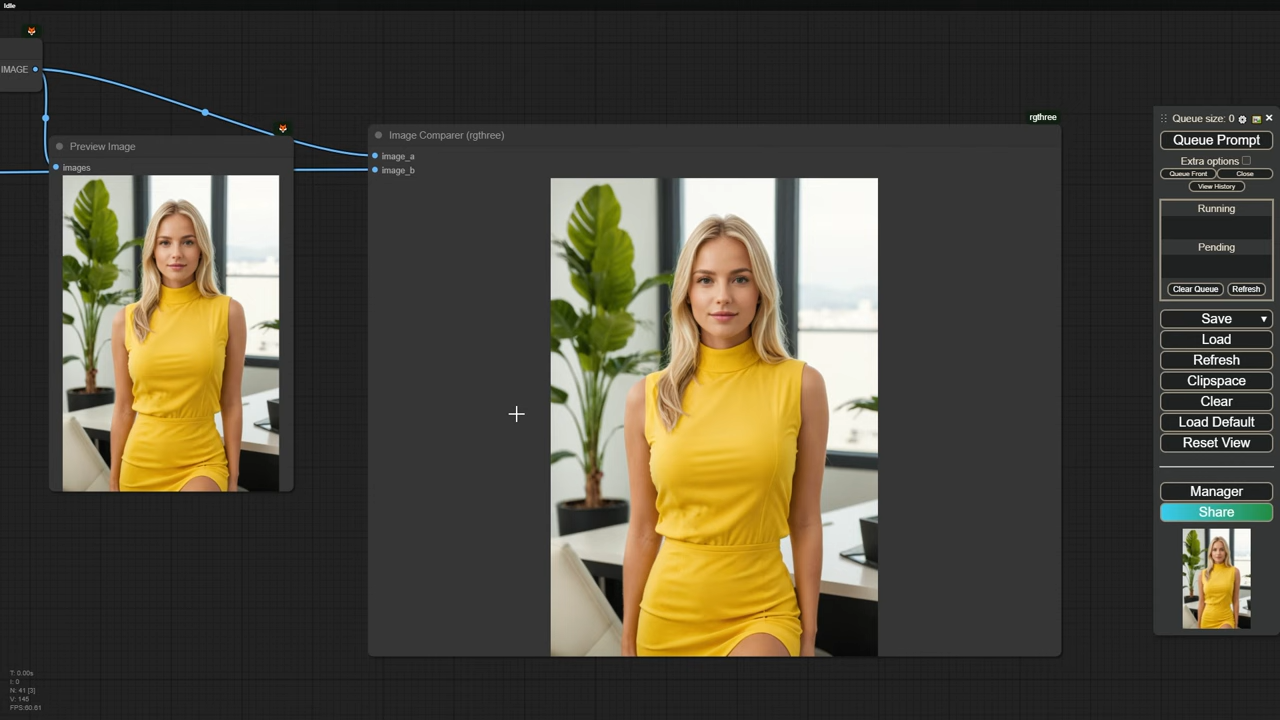 Idle
IMAGE
Preview Image
images
rgthree
Image Comparer (rgthree)
image_a
image_b
Queue size: 0
Queue Prompt
Extra options
Queue Front
Close
View History
Running
Pending
Clear Queue
Refresh
Save ▼
Load
Refresh
Clipspace
Clear
Load Default
Reset View
Manager
Share
T: 0.00s
I: 0
N: 41 [3]
V: 145
FPS:60.61